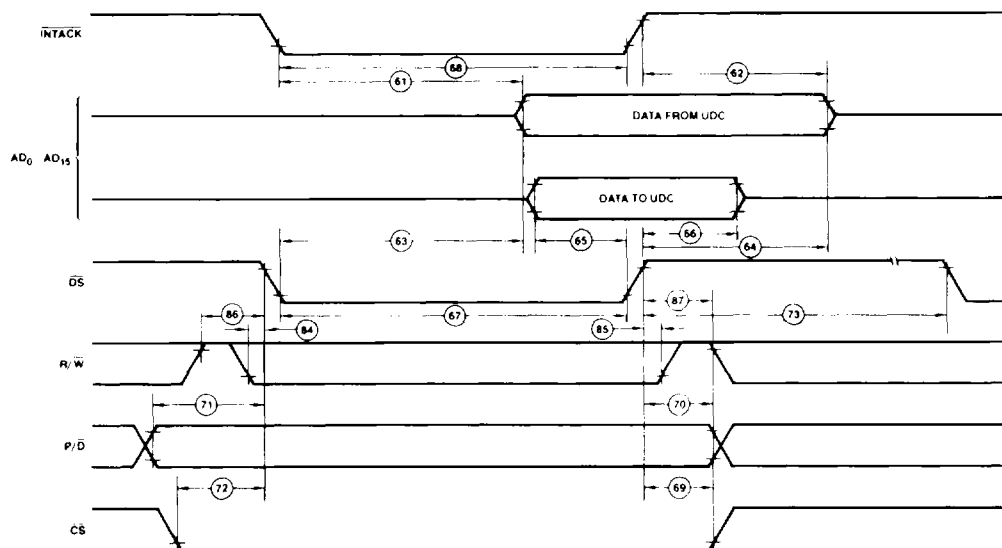 INTACK
68
61
62
DATA FROM UDC
AD0 AD15
DATA TO UDC
63
65
66
64
DS
87
86
84
67
85
73
R/W
71
70
P/D
72
69
CS